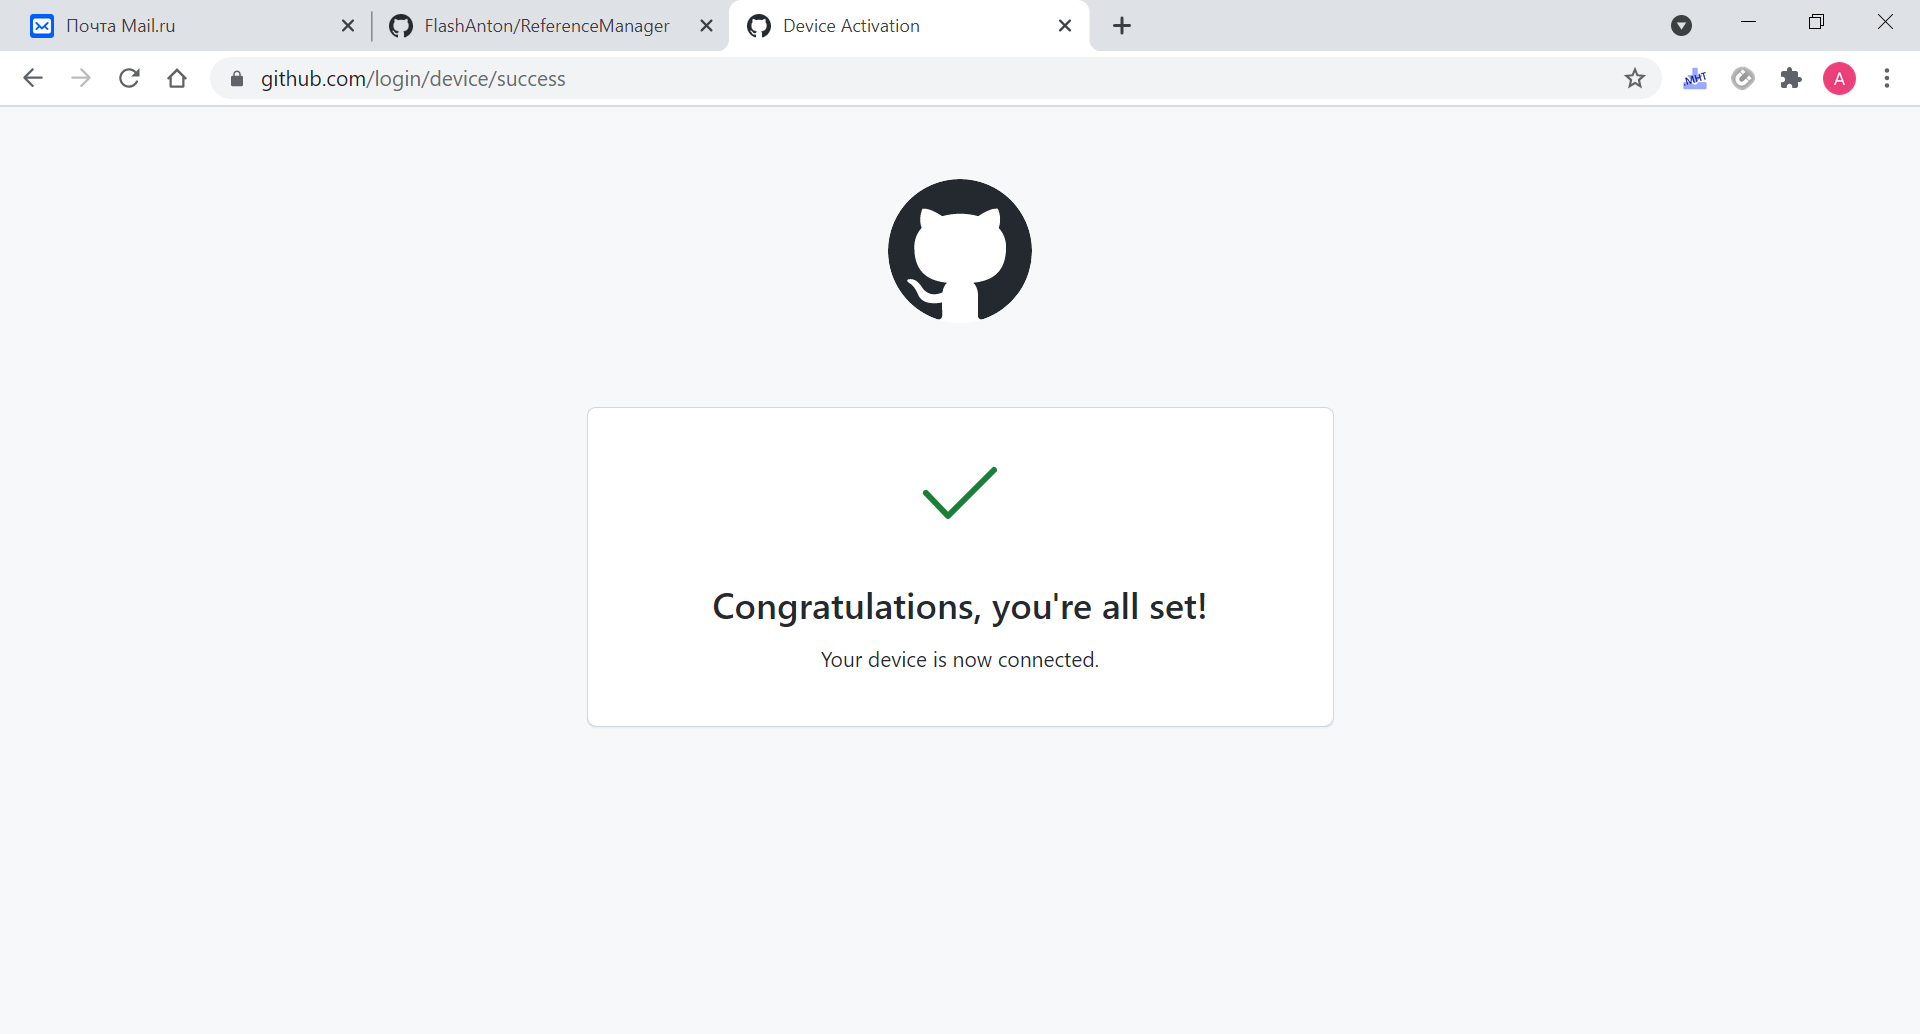 Почта Mail.ru
FlashAnton/ReferenceManager
Device Activation
github.com/login/device/success
MHT
A
Congratulations, you're all set!
Your device is now connected.